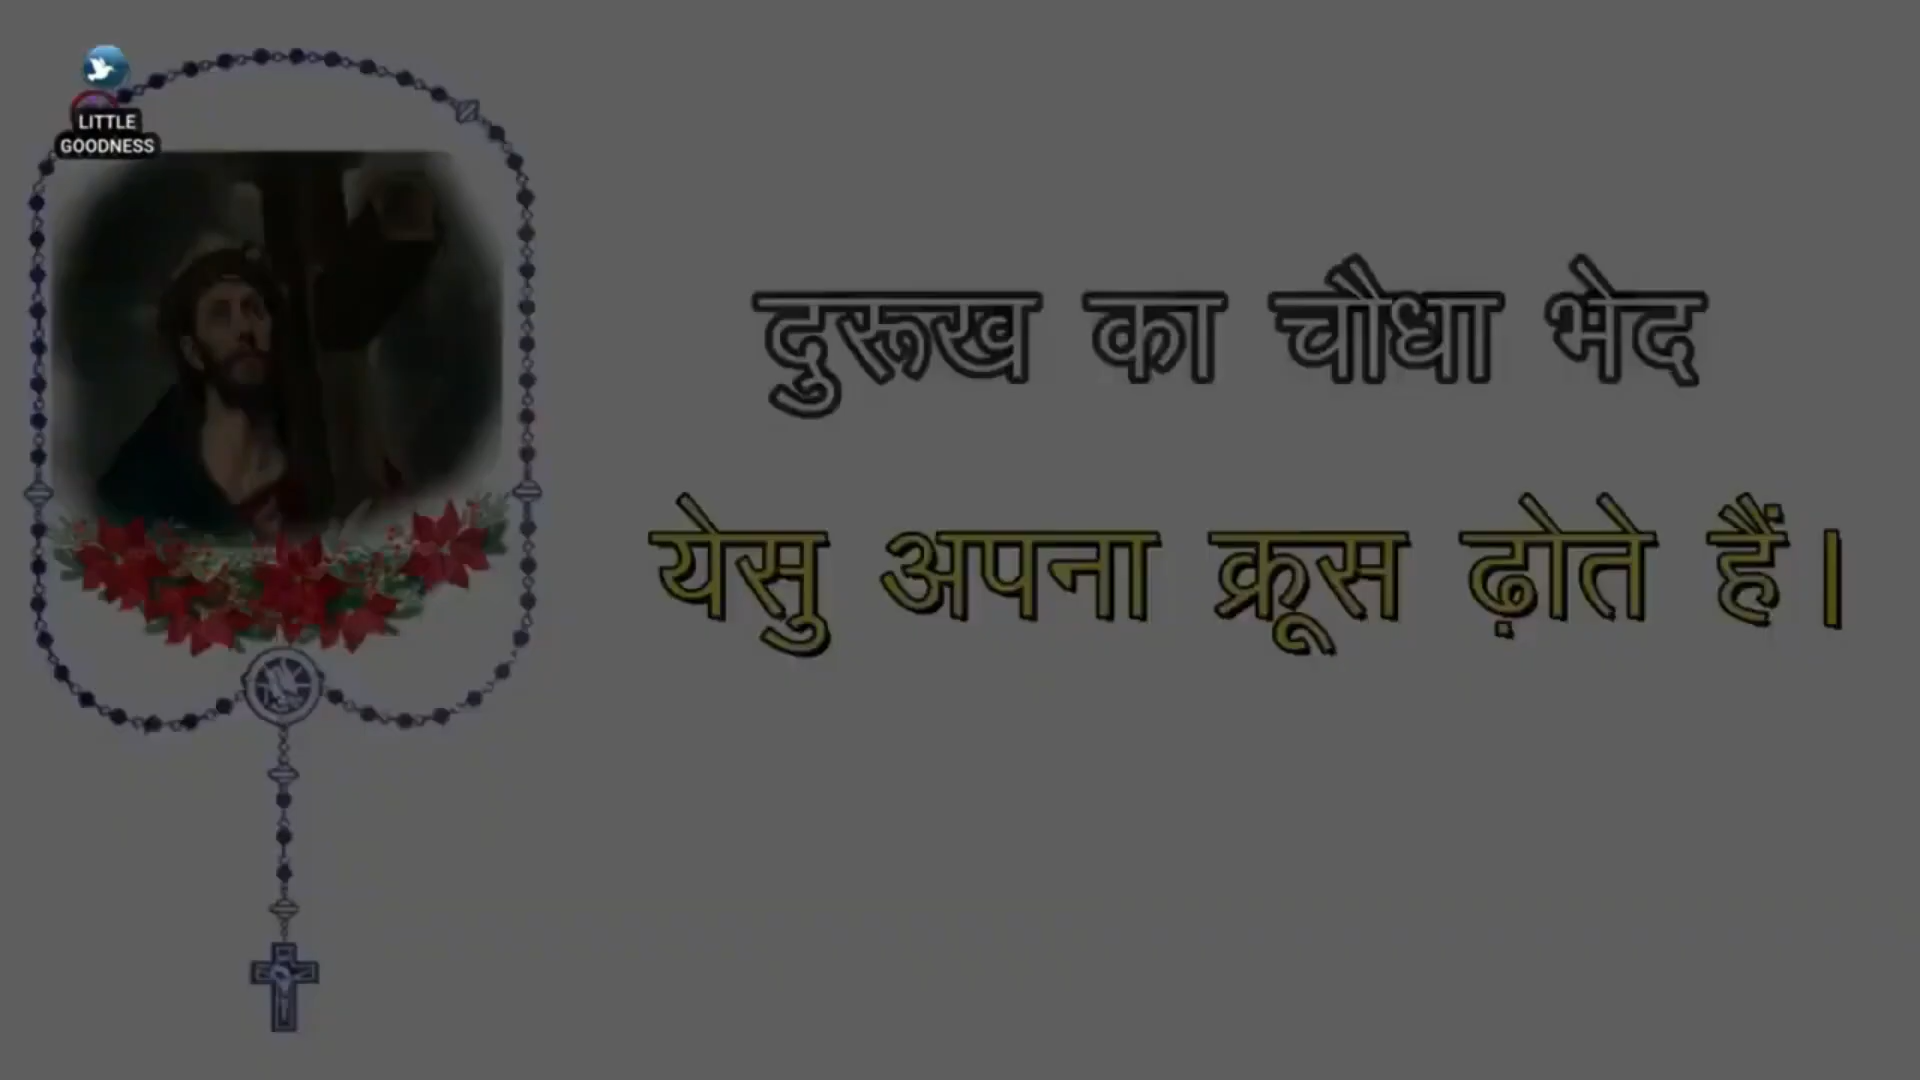 LITTLE
GOODNESS
दुरूख का चौधा भेद
येसु अपना क्रूस ढ़ोते हैं।